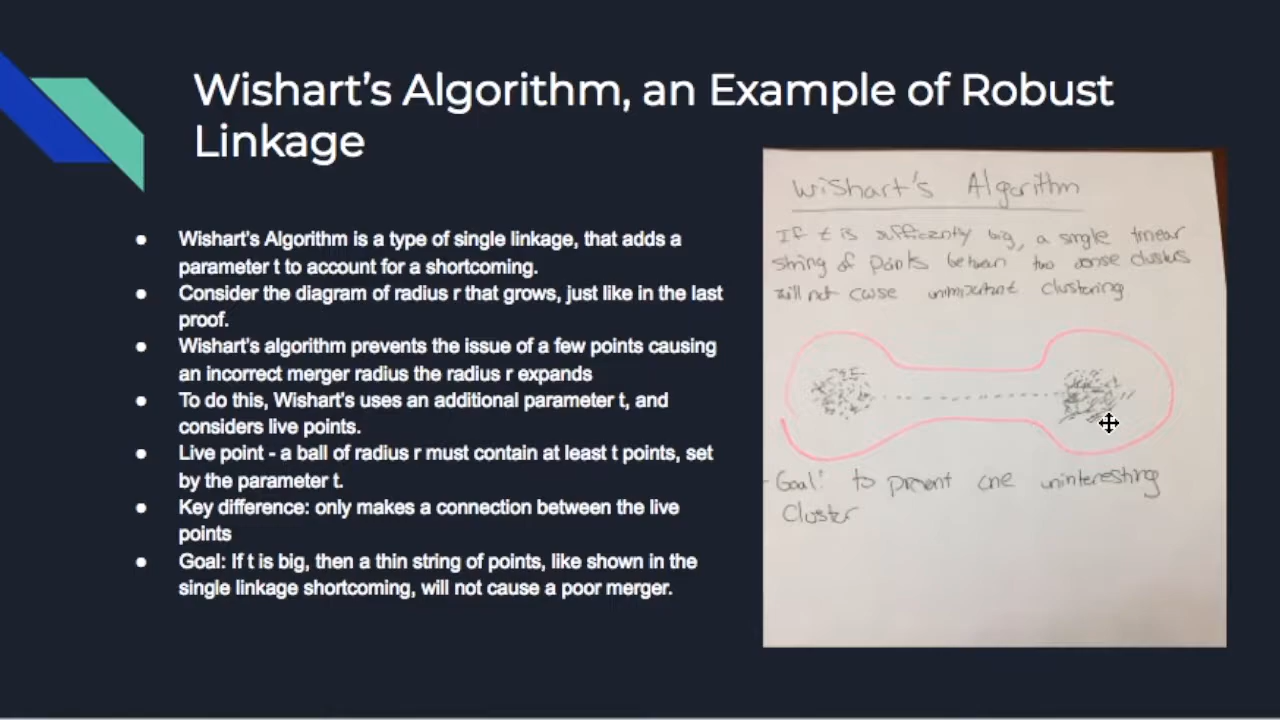 Wishart's Algorithm, an Example of Robust
Linkage
● Wishart's Algorithm is a type of single linkage, that adds a
parameter t to account for a shortcoming.
● Consider the diagram of radius r that grows, just like in the last
proof.
● Wishart's algorithm prevents the issue of a few points causing
an incorrect merger radius the radius r expands
● To do this, Wishart's uses an additional parameter t, and
considers live points.
● Live point - a ball of radius r must contain at least t points, set
by the parameter t.
● Key difference: only makes a connection between the live
points
● Goal: If t is big, then a thin string of points, like shown in the
single linkage shortcoming, will not cause a poor merger.
Wishart's Algorithm
If t is sufficently big, a single linear
string of points between two dense clusters
will not cause clustering
- Goal: to prevent one uninteresting
Cluster